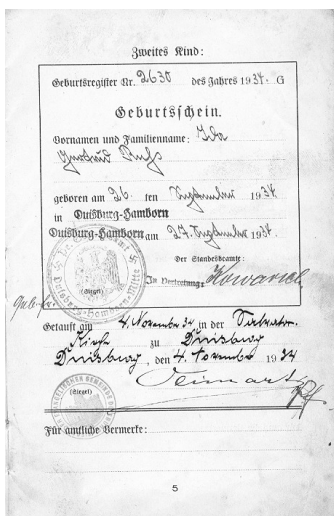 Zweites Kind:
Geburtsregister Nr. 2630 des Jahres 1934 G
Geburtsschein.
Vornamen und Familienname: Ida
Gertrud
geboren am 26 ten September 1934
in Duisburg-Hamborn
Duisburg-Hamborn am 27. September 1934.
Der Standesbeamte:
In Vertretung: Kowarsch
(Siegel)
Getauft am 4. November 34 in der Salvator-
Kirche zu Duisburg
Duisburg, den 4. November 1934
(Siegel)
Für amtliche Vermerke:
5